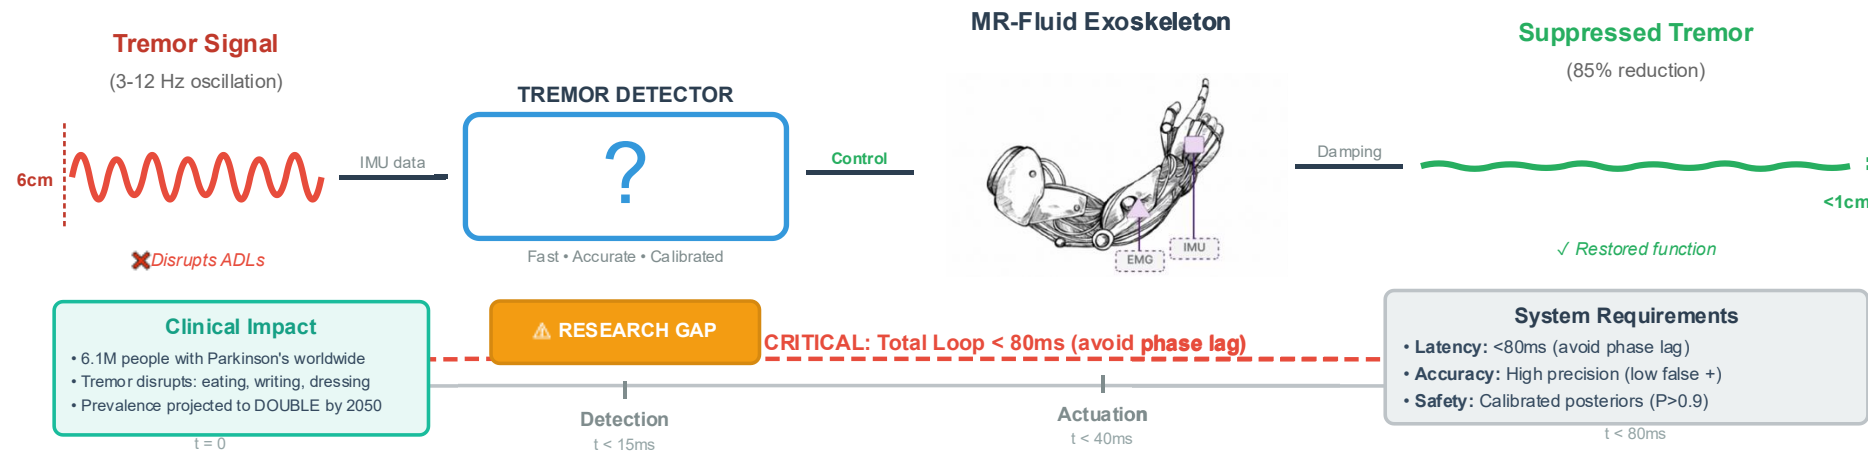 Tremor Signal
(3-12 Hz oscillation)
6cm
❌Disrupts ADLs
IMU data
TREMOR DETECTOR
?
Fast • Accurate • Calibrated
Control
MR-Fluid Exoskeleton
EMG
IMU
Damping
Suppressed Tremor
(85% reduction)
<1cm
✓ Restored function
Clinical Impact
• 6.1M people with Parkinson's worldwide
• Tremor disrupts: eating, writing, dressing
• Prevalence projected to DOUBLE by 2050
t = 0
⚠ RESEARCH GAP
CRITICAL: Total Loop < 80ms (avoid phase lag)
Detection
t < 15ms
Actuation
t < 40ms
System Requirements
• Latency: <80ms (avoid phase lag)
• Accuracy: High precision (low false +)
• Safety: Calibrated posteriors (P>0.9)
t < 80ms